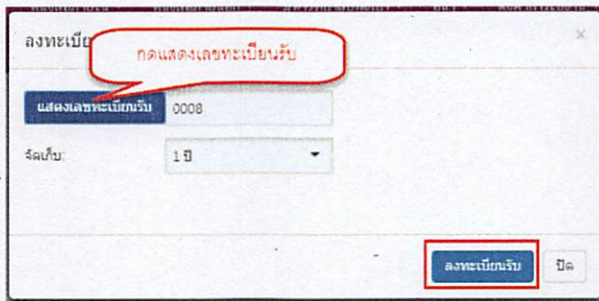 ลงทะเบีย
กดแสดงเลขทะเบียนรับ
×
แสดงเลขทะเบียนรับ 0008
จัดเก็บ: 1 ปี
ลงทะเบียนรับ ปิด